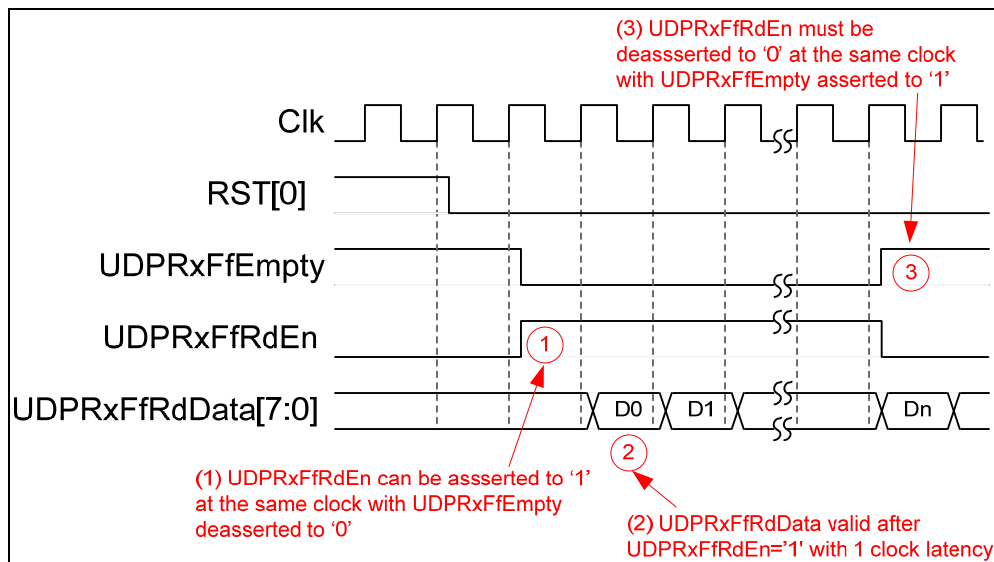 (3) UDPRxFfRdEn must be
deassserted to ‘0’ at the same clock
with UDPRxFfEmpty asserted to ‘1’
Clk
RST[0]
UDPRxFfEmpty
3
UDPRxFfRdEn
1
UDPRxFfRdData[7:0]
D0
D1
Dn
2
(1) UDPRxFfRdEn can be assserted to ‘1’
at the same clock with UDPRxFfEmpty
deasserted to ‘0’
(2) UDPRxFfRdData valid after
UDPRxFfRdEn='1' with 1 clock latency